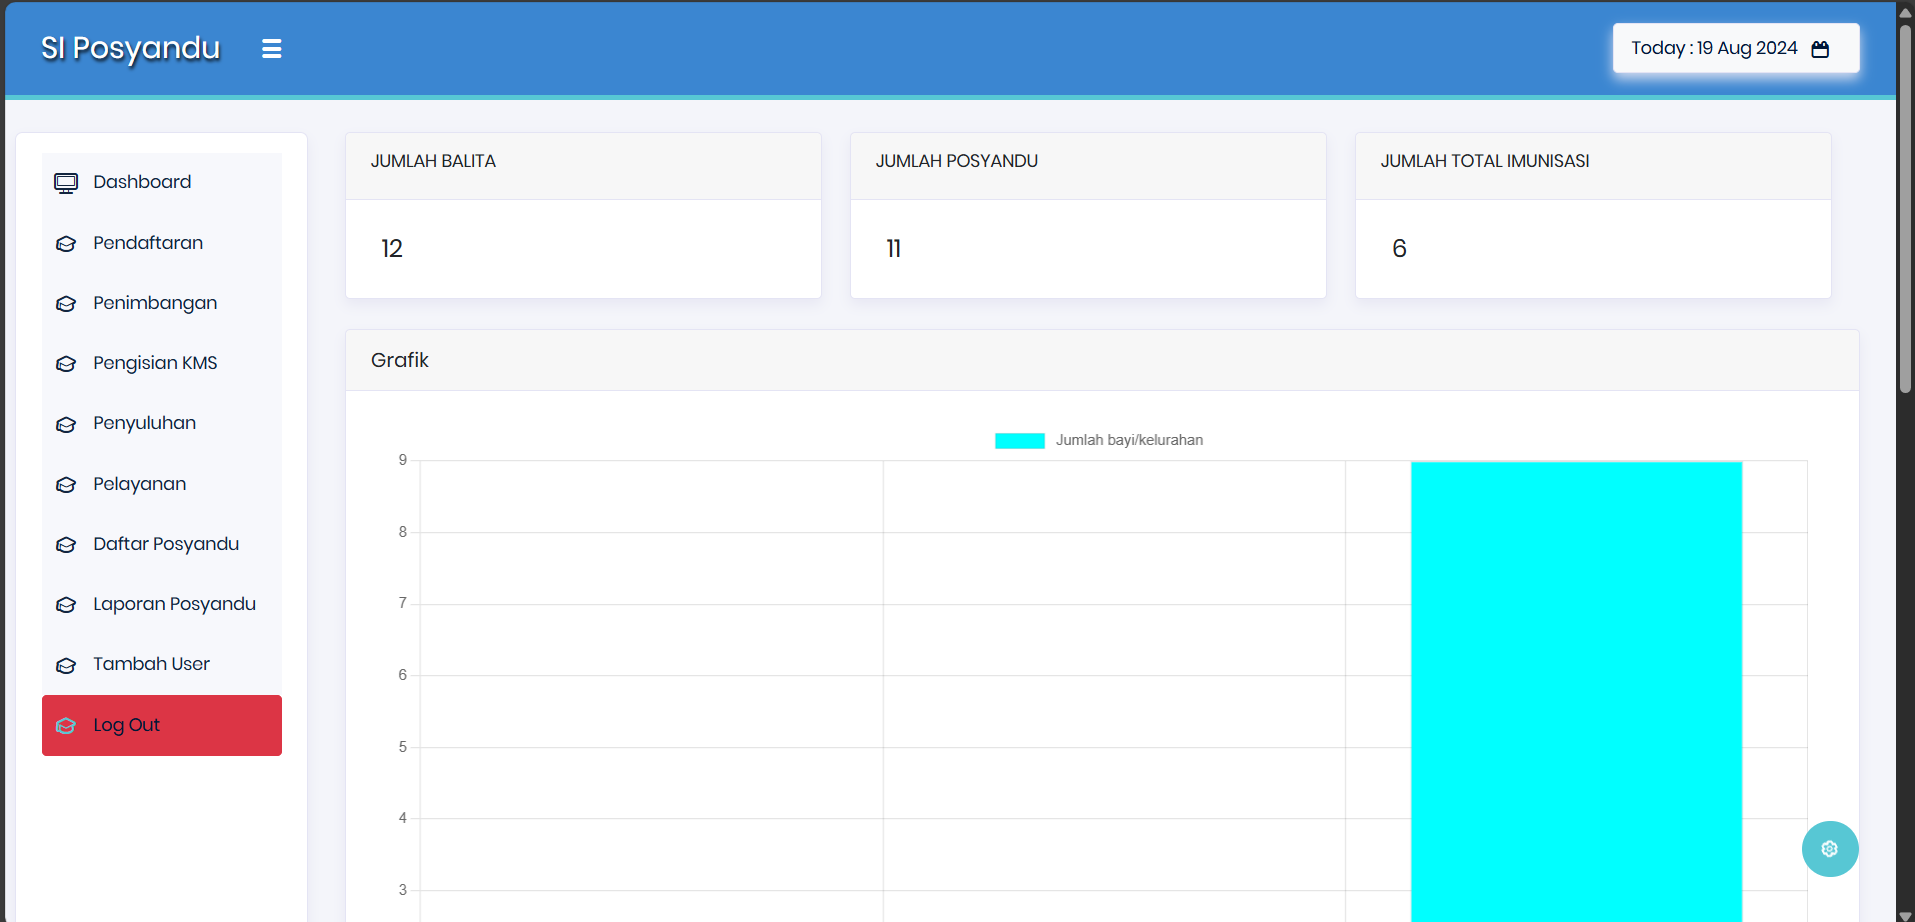 SI Posyandu
Today : 19 Aug 2024
Dashboard
Pendaftaran
Penimbangan
Pengisian KMS
Penyuluhan
Pelayanan
Daftar Posyandu
Laporan Posyandu
Tambah User
Log Out
JUMLAH BALITA
12
JUMLAH POSYANDU
11
JUMLAH TOTAL IMUNISASI
6
Grafik
Jumlah bayi/kelurahan
9
8
7
6
5
4
3